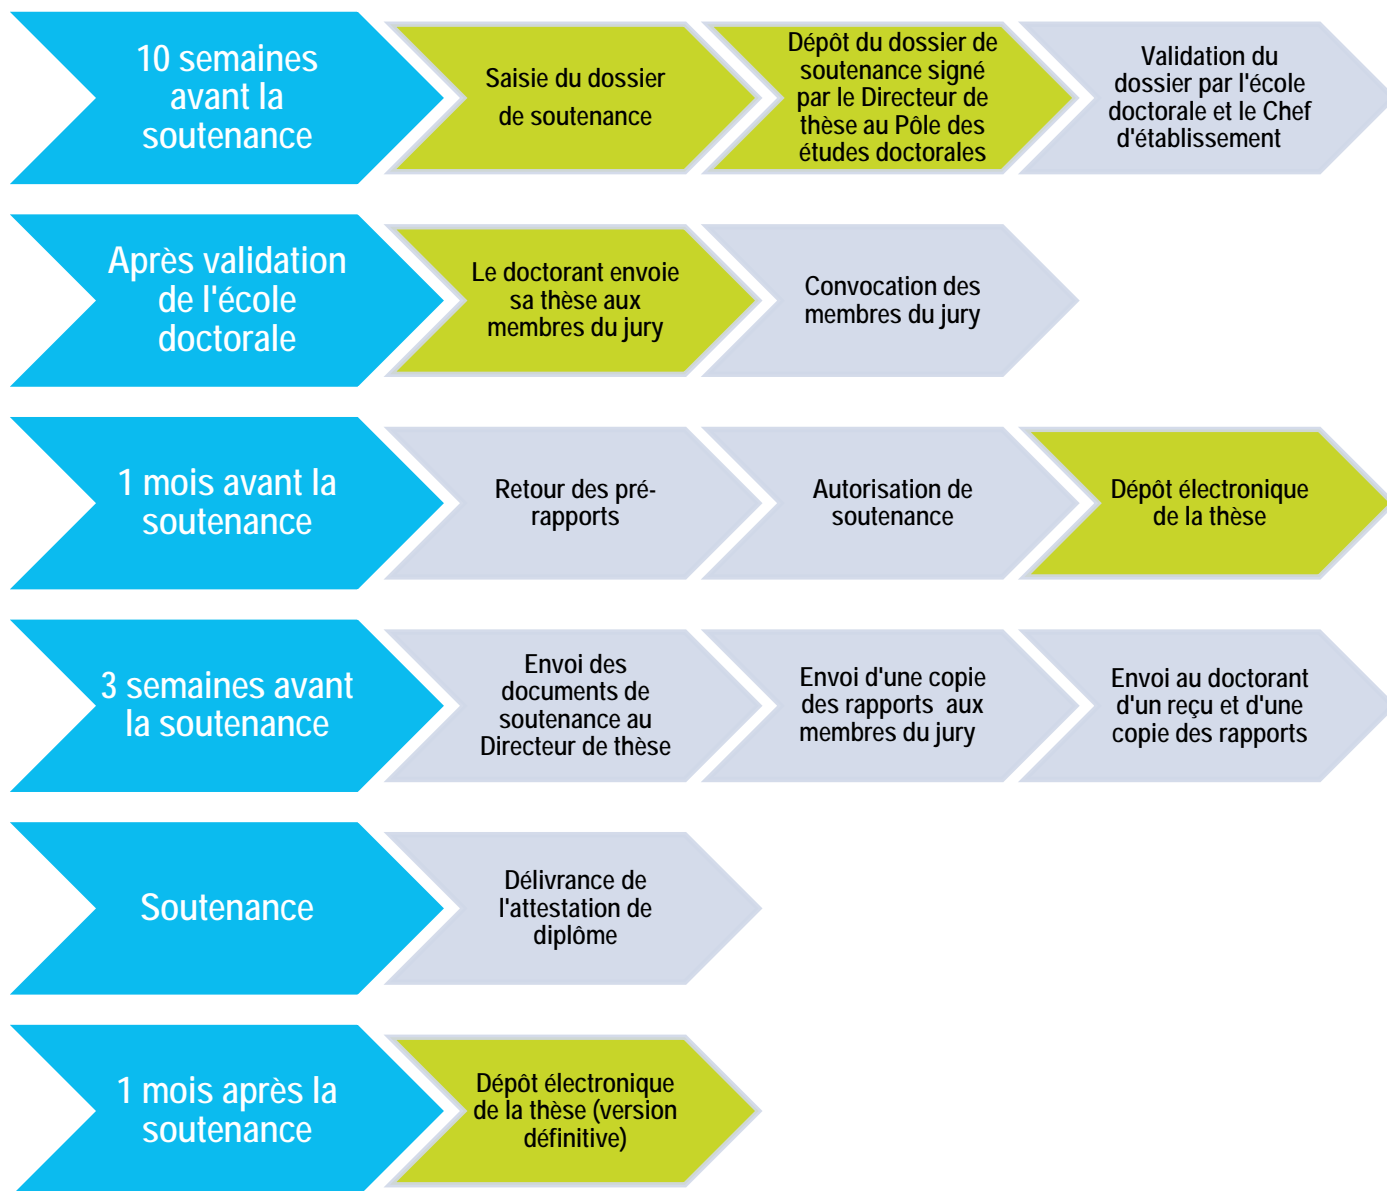 10 semaines
avant la
soutenance
Saisie du dossier
de soutenance
Dépôt du dossier de
soutenance signé
par le Directeur de
thèse au Pôle des
études doctorales
Validation du
dossier par l'école
doctorale et le Chef
d'établissement
Après validation
de l'école
doctorale
Le doctorant envoie
sa thèse aux
membres du jury
Convocation des
membres du jury
1 mois avant la
soutenance
Retour des pré-
rapports
Autorisation de
soutenance
Dépôt électronique
de la thèse
3 semaines avant
la soutenance
Envoi des
documents de
soutenance au
Directeur de thèse
Envoi d'une copie
des rapports aux
membres du jury
Envoi au doctorant
d'un reçu et d'une
copie des rapports
Soutenance
Délivrance de
l'attestation de
diplôme
1 mois après la
soutenance
Dépôt électronique
de la thèse (version
définitive)